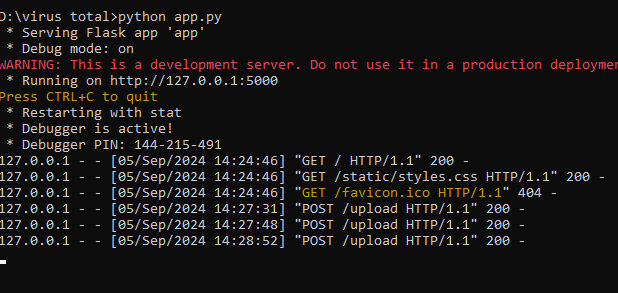 D:\virus total>python app.py
 * Serving Flask app 'app'
 * Debug mode: on
WARNING: This is a development server. Do not use it in a production
 * Running on http://127.0.0.1:5000
Press CTRL+C to quit
 * Restarting with stat
 * Debugger is active!
 * Debugger PIN: 144-215-491
127.0.0.1 - - [05/Sep/2024 14:24:46] "GET / HTTP/1.1" 200 -
127.0.0.1 - - [05/Sep/2024 14:24:46] "GET /static/styles.css HTTP/1.1" 200 -
127.0.0.1 - - [05/Sep/2024 14:24:46] "GET /favicon.ico HTTP/1.1" 404 -
127.0.0.1 - - [05/Sep/2024 14:27:31] "POST /upload HTTP/1.1" 200 -
127.0.0.1 - - [05/Sep/2024 14:27:48] "POST /upload HTTP/1.1" 200 -
127.0.0.1 - - [05/Sep/2024 14:28:52] "POST /upload HTTP/1.1" 200 -